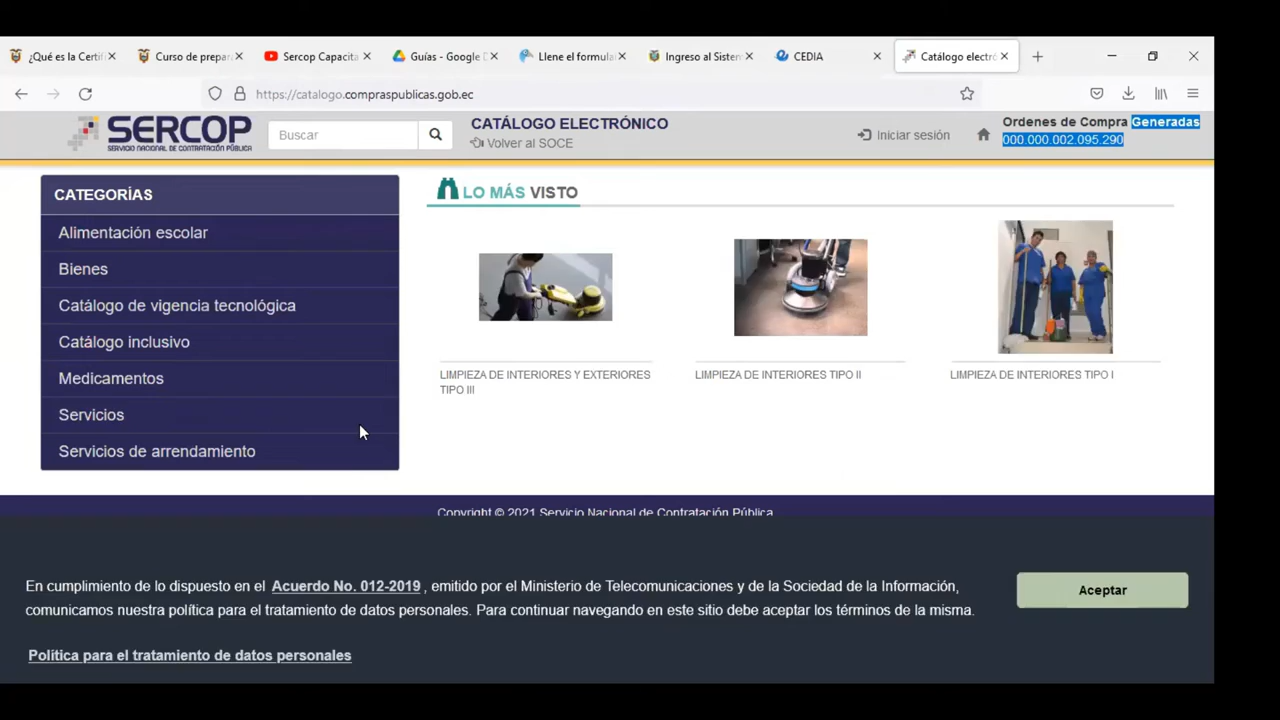 ¿Qué es la Certifi
Curso de prepar
Sercop Capacita
Guías - Google D
Llene el formula
Ingreso al Sisten
CEDIA
Catálogo electró
https://catalogo.compraspublicas.gob.ec
SERCOP
SERVICIO NACIONAL DE CONTRATACIÓN PÚBLICA
Buscar
CATÁLOGO ELECTRÓNICO
Volver al SOCE
Iniciar sesión
Ordenes de Compra Generadas
000.000.002.095.290
CATEGORÍAS
Alimentación escolar
Bienes
Catálogo de vigencia tecnológica
Catálogo inclusivo
Medicamentos
Servicios
Servicios de arrendamiento
LO MÁS VISTO
LIMPIEZA DE INTERIORES Y EXTERIORES
TIPO III
LIMPIEZA DE INTERIORES TIPO II
LIMPIEZA DE INTERIORES TIPO I
Copyright © 2021 Servicio Nacional de Contratación Pública
En cumplimiento de lo dispuesto en el Acuerdo No. 012-2019 , emitido por el Ministerio de Telecomunicaciones y de la Sociedad de la Información,
comunicamos nuestra política para el tratamiento de datos personales. Para continuar navegando en este sitio debe aceptar los términos de la misma.
Aceptar
Política para el tratamiento de datos personales